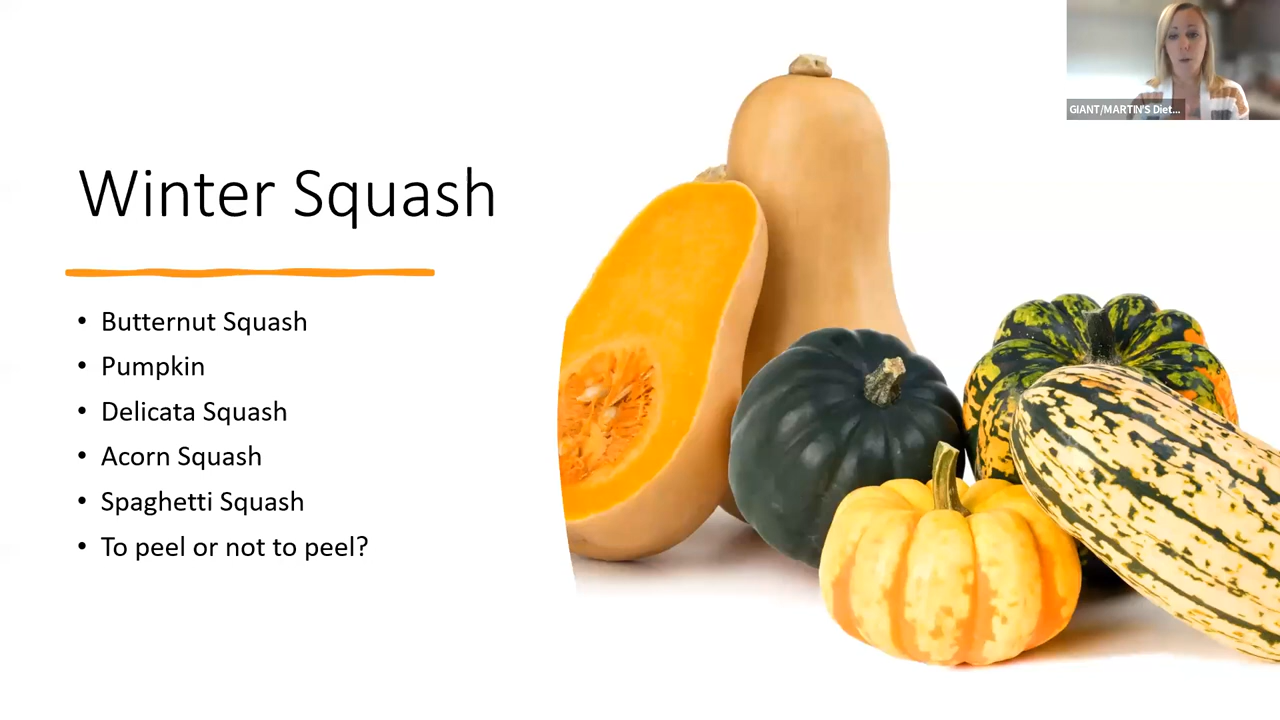 Winter Squash
• Butternut Squash
• Pumpkin
• Delicata Squash
• Acorn Squash
• Spaghetti Squash
• To peel or not to peel?
GIANT/MARTIN'S Diet...